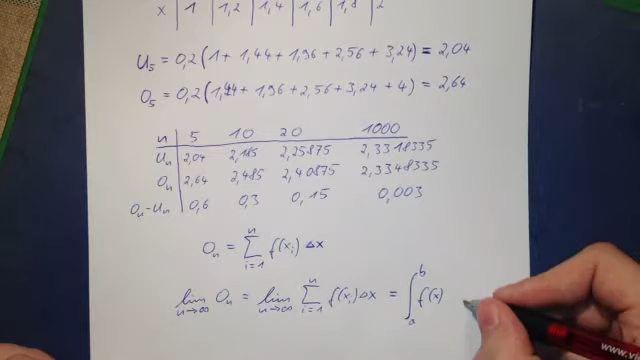 x | 1 | 1,2 | 1,4 | 1,6 | 1,8 | 2
U₅ = 0,2(1 + 1,44 + 1,96 + 2,56 + 3,24) = 2,04
O₅ = 0,2(1,44 + 1,96 + 2,56 + 3,24 + 4) = 2,64
n | 5 10 20 1000
Uₙ | 2,04 2,185 2,25875 2,3318335
Oₙ | 2,64 2,485 2,40875 2,3348335
Oₙ-Uₙ | 0,6 0,3 0,15 0,003
Oₙ = ∑ᵢ₌₁ⁿ f(xᵢ) Δx
lim n→∞ Oₙ = lim n→∞ ∑ᵢ₌₁ⁿ f(xᵢ) Δx = ∫ₐᵇ f(x)